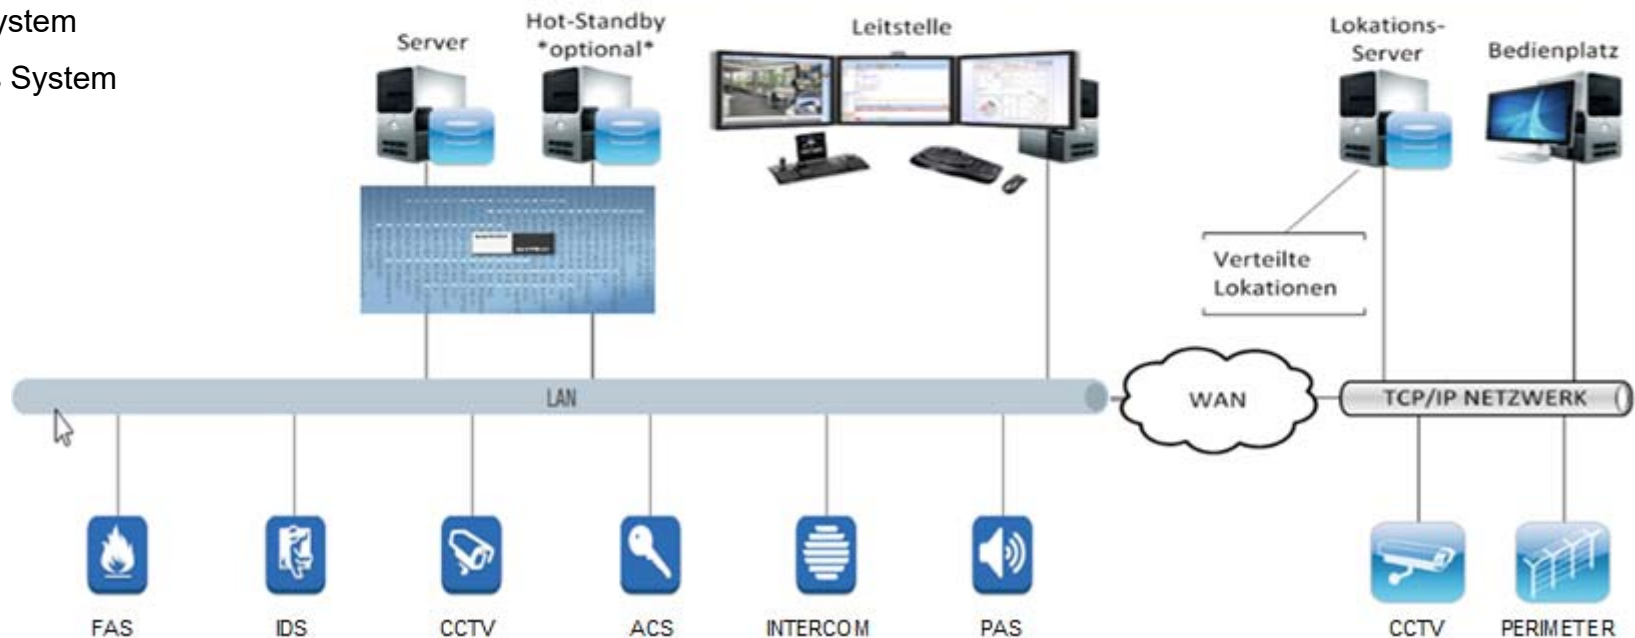 ystem
System
Server
Hot-Standby
*optional*
Leitstelle
Lokations-
Server
Bedienplatz
Verteilte
Lokationen
LAN
WAN
TCP/IP NETZWERK
FAS
IDS
CCTV
ACS
INTERCOM
PAS
CCTV
PERIMETER